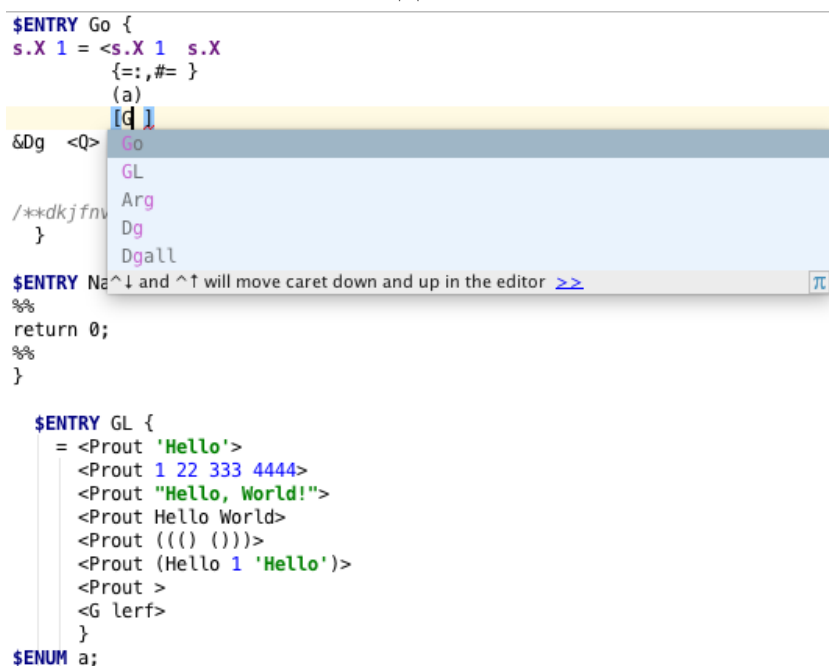 $ENTRY Go {
s.X 1 = <s.X 1 s.X
{=:,#= }
(a)
[G ]
&Dg <Q>
Go
GL
Arg
Dg
Dgall
/**dkjfnv
}
$ENTRY Na
^↓ and ^↑ will move caret down and up in the editor >>
π
%%
return 0;
%%
}
$ENTRY GL {
= <Prout 'Hello'>
<Prout 1 22 333 4444>
<Prout "Hello, World!">
<Prout Hello World>
<Prout ((() ()))>
<Prout (Hello 1 'Hello')>
<Prout >
<G lerf>
}
$ENUM a;